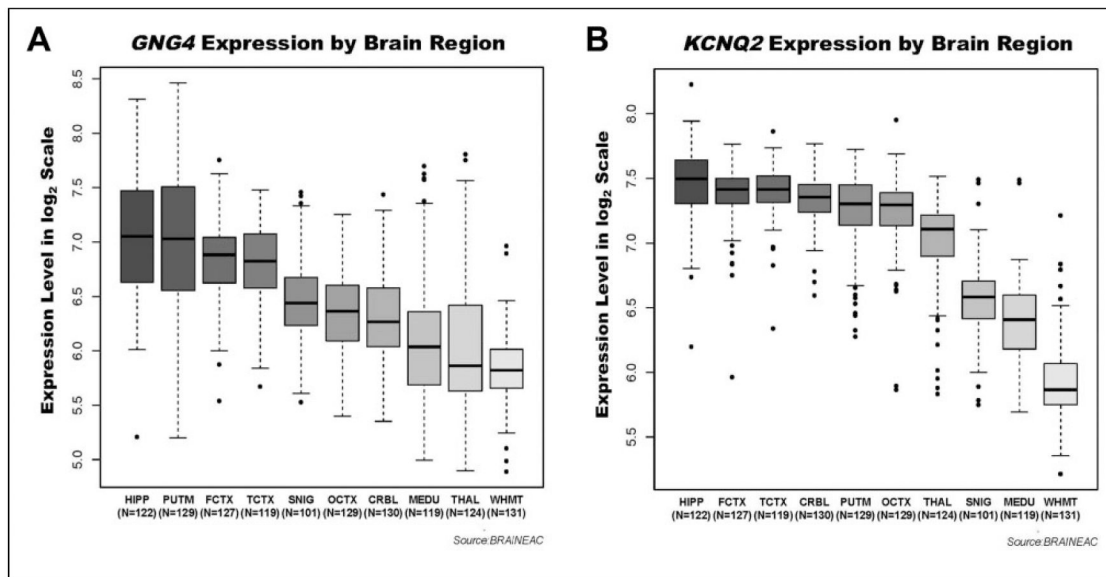 A
GNG4 Expression by Brain Region
Expression Level in log₂ Scale
8.5
8.0
7.5
7.0
6.5
6.0
5.5
5.0
HIPP PUTM FCTX TCTX SNIG OCTX CRBL MEDU THAL WHMT
(N=122) (N=129) (N=127) (N=119) (N=101) (N=129) (N=130) (N=119) (N=124) (N=131)
Source:BRAINEAC
B
KCNQ2 Expression by Brain Region
Expression Level in log₂ Scale
8.0
7.5
7.0
6.5
6.0
5.5
HIPP FCTX TCTX CRBL PUTM OCTX THAL SNIG MEDU WHMT
(N=122) (N=127) (N=119) (N=130) (N=129) (N=129) (N=124) (N=101) (N=119) (N=131)
Source:BRAINEAC